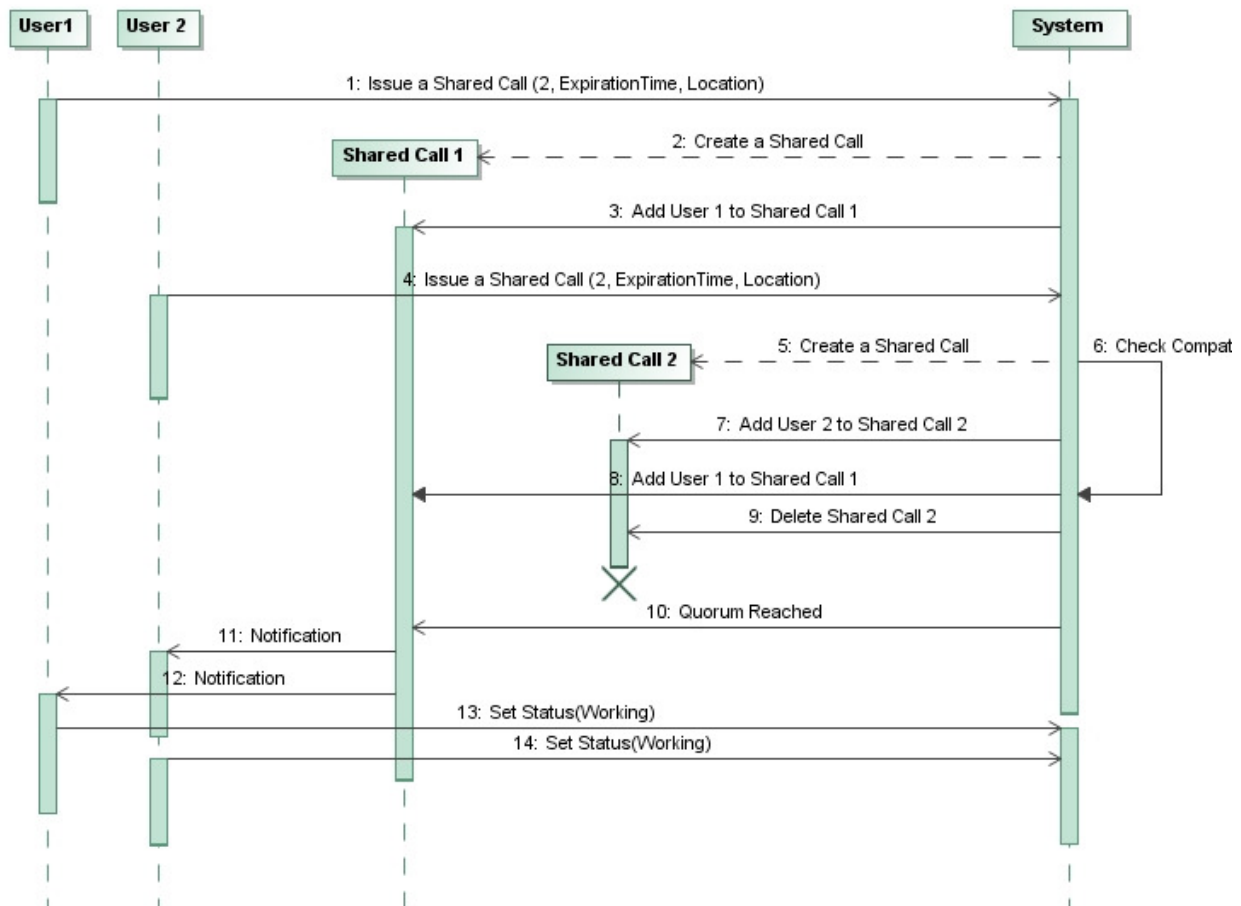 User1
User 2
System
1: Issue a Shared Call (2, ExpirationTime, Location)
Shared Call 1
2: Create a Shared Call
3: Add User 1 to Shared Call 1
4: Issue a Shared Call (2, ExpirationTime, Location)
Shared Call 2
5: Create a Shared Call
6: Check Compat
7: Add User 2 to Shared Call 2
8: Add User 1 to Shared Call 1
9: Delete Shared Call 2
10: Quorum Reached
11: Notification
12: Notification
13: Set Status(Working)
14: Set Status(Working)